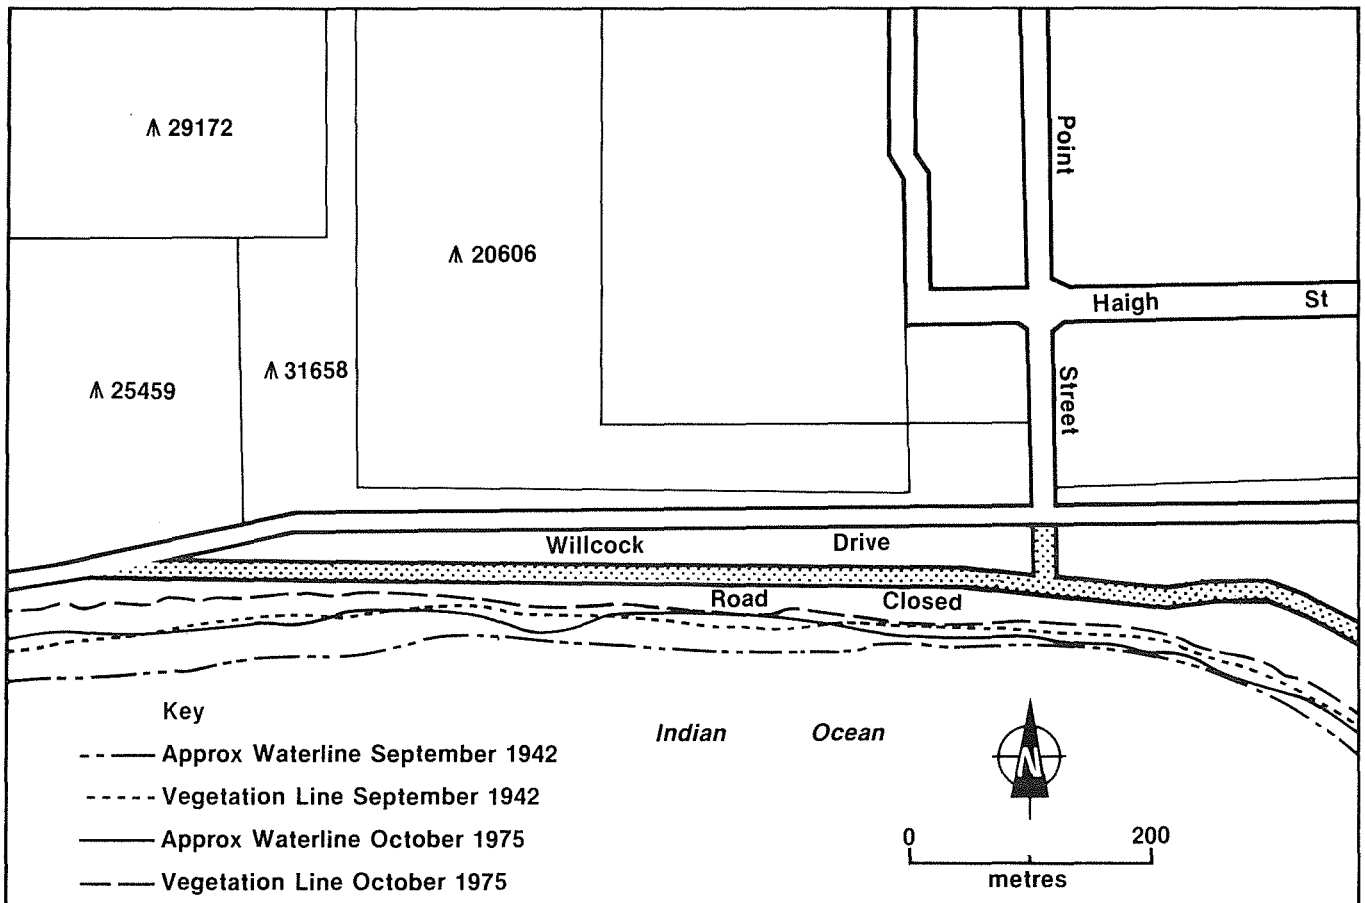 ⩚ 29172
Point
⩚ 20606
Haigh St
⩚ 31658
⩚ 25459
Street
Willcock Drive
Road Closed
Key
Indian Ocean
N
Approx Waterline September 1942
Vegetation Line September 1942
Approx Waterline October 1975
Vegetation Line October 1975
0 200
metres